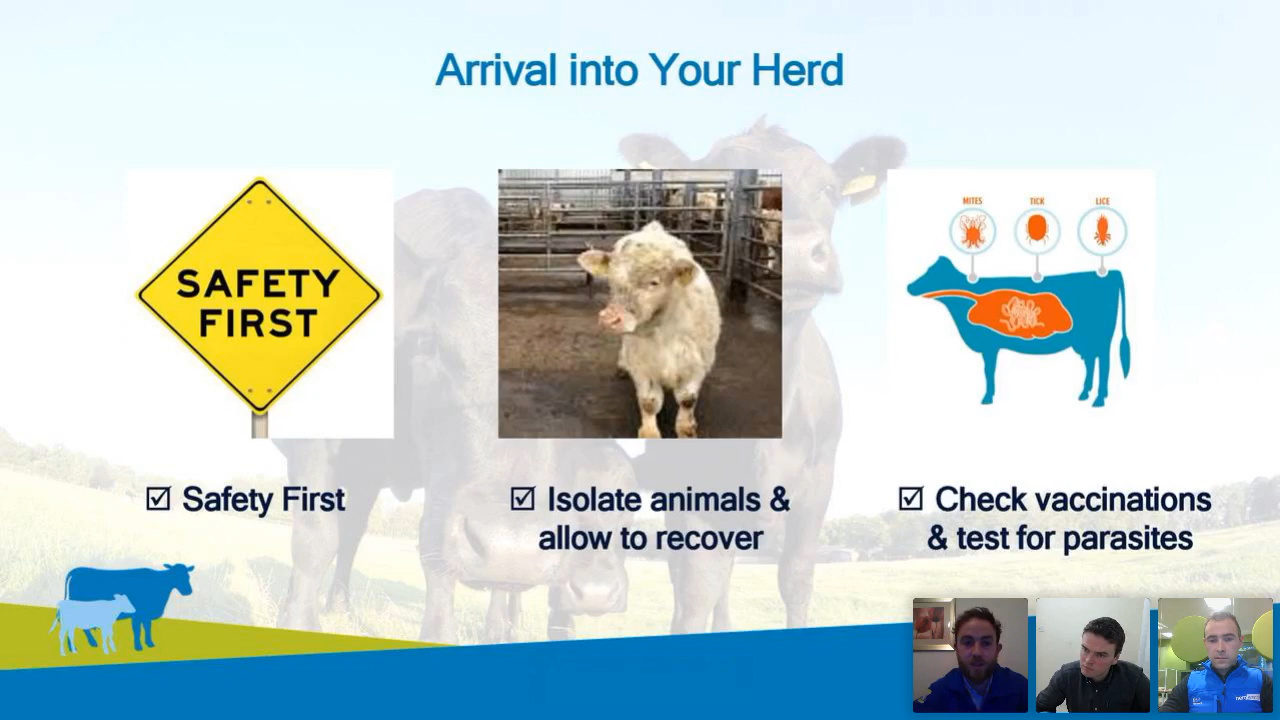 Arrival into Your Herd
SAFETY
FIRST
MITES
TICK
LICE
☑ Safety First
☑ Isolate animals &
allow to recover
☑ Check vaccinations
& test for parasites